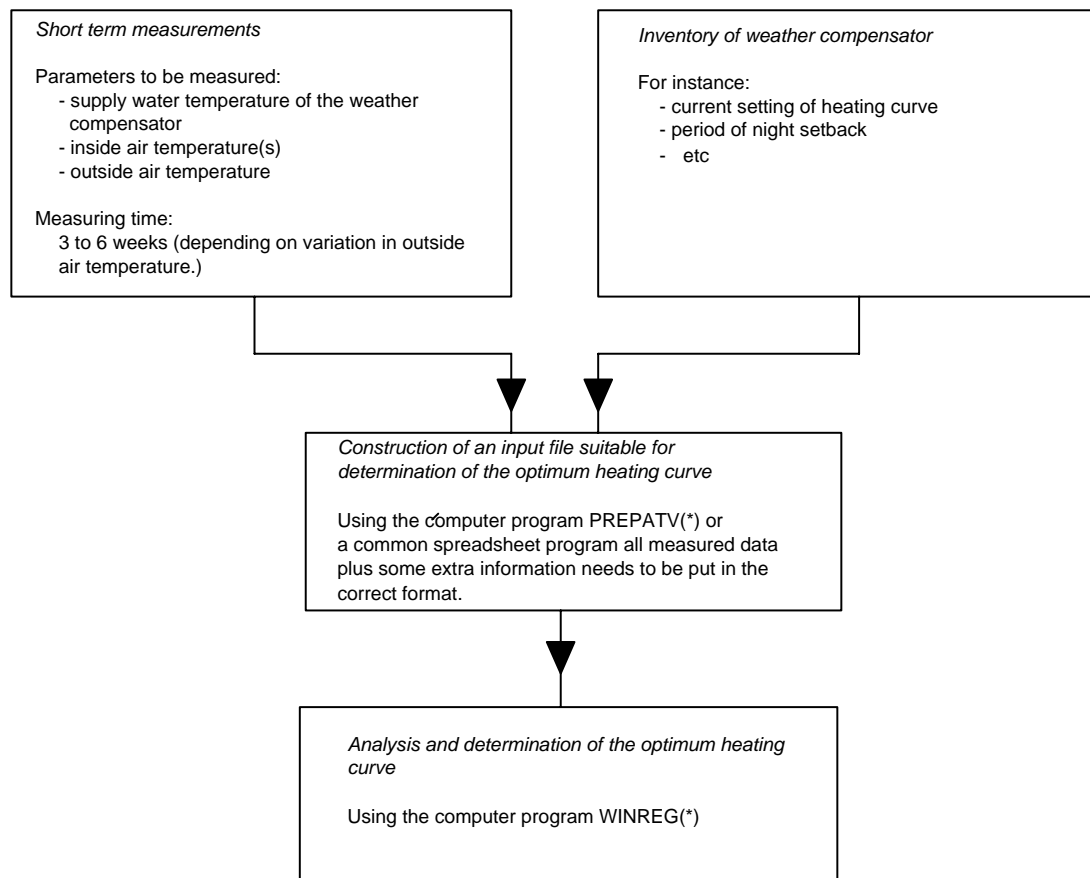 Short term measurements
Parameters to be measured:
- supply water temperature of the weather
compensator
- inside air temperature(s)
- outside air temperature
Measuring time:
3 to 6 weeks (depending on variation in outside
air temperature.)
Inventory of weather compensator
For instance:
- current setting of heating curve
- period of night setback
- etc
Construction of an input file suitable for
determination of the optimum heating curve
Using the computer program PREPATV(*) or
a common spreadsheet program all measured data
plus some extra information needs to be put in the
correct format.
Analysis and determination of the optimum heating
curve
Using the computer program WINREG(*)